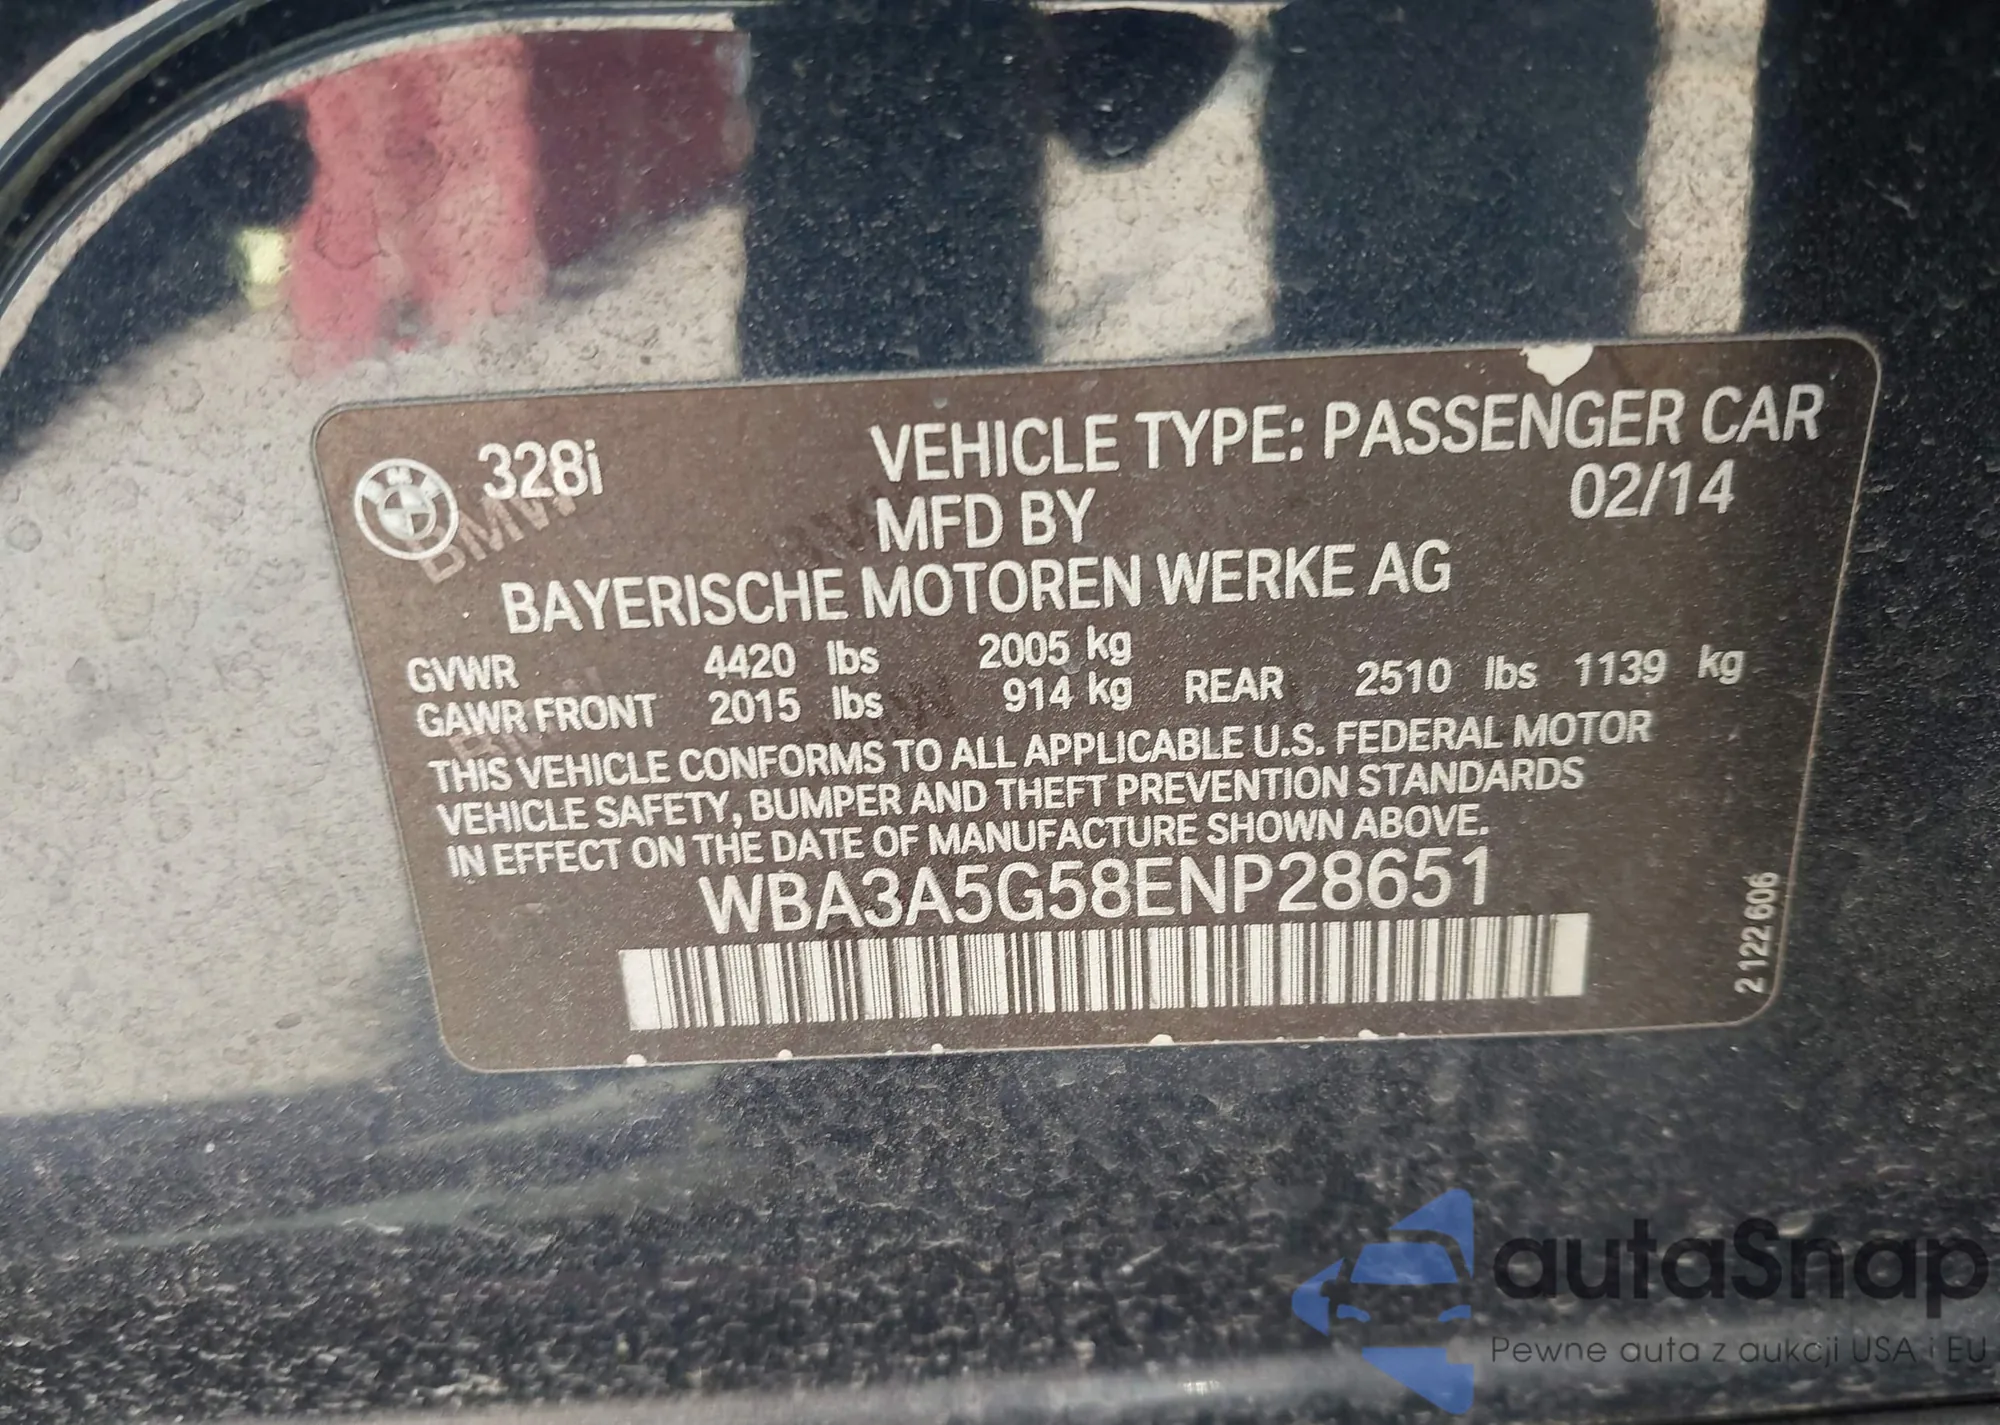 328i
VEHICLE TYPE: PASSENGER CAR
MFD BY 02/14
BAYERISCHE MOTOREN WERKE AG
GVWR 4420 lbs 2005 kg
GAWR FRONT 2015 lbs 914 kg REAR 2510 lbs 1139 kg
THIS VEHICLE CONFORMS TO ALL APPLICABLE U.S. FEDERAL MOTOR
VEHICLE SAFETY, BUMPER AND THEFT PREVENTION STANDARDS
IN EFFECT ON THE DATE OF MANUFACTURE SHOWN ABOVE.
WBA3A5G58ENP28651
2 122 606
BMW
BMW
autaSnap
Pewne auta z aukcji USA i EU